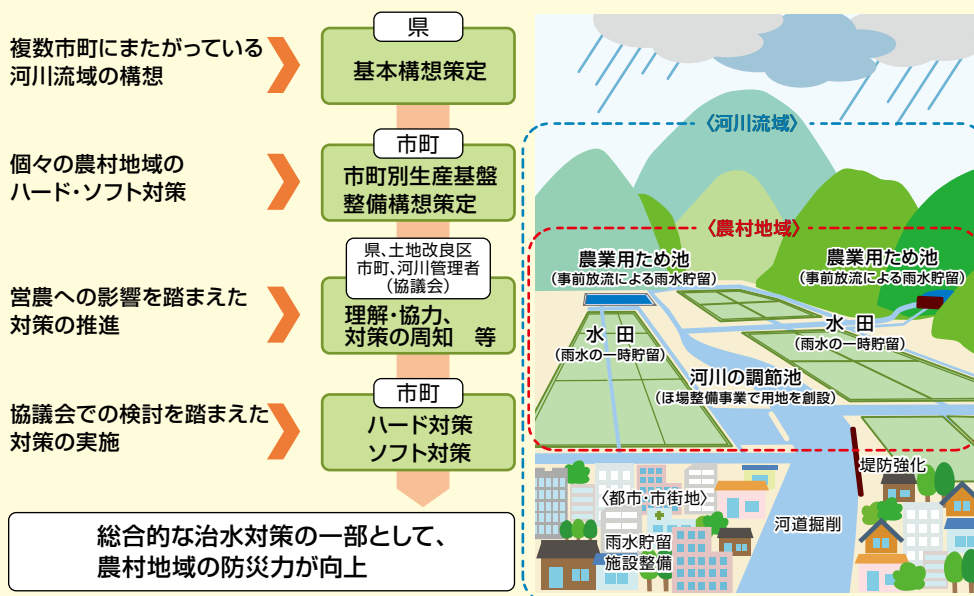 複数市町にまたがっている
河川流域の構想
県
基本構想策定
個々の農村地域の
ハード・ソフト対策
市町
市町別生産基盤
整備構想策定
営農への影響を踏まえた
対策の推進
県、土地改良区
市町、河川管理者
（協議会）
理解・協力、
対策の周知　等
協議会での検討を踏まえた
対策の実施
市町
ハード対策
ソフト対策
総合的な治水対策の一部として、
農村地域の防災力が向上
〈河川流域〉
〈農村地域〉
農業用ため池
（事前放流による雨水貯留）
農業用ため池
（事前放流による雨水貯留）
水　田
（雨水の一時貯留）
水　田
（雨水の一時貯留）
河川の調節池
（ほ場整備事業で用地を創設）
堤防強化
〈都市・市街地〉
河道掘削
雨水貯留
施設整備